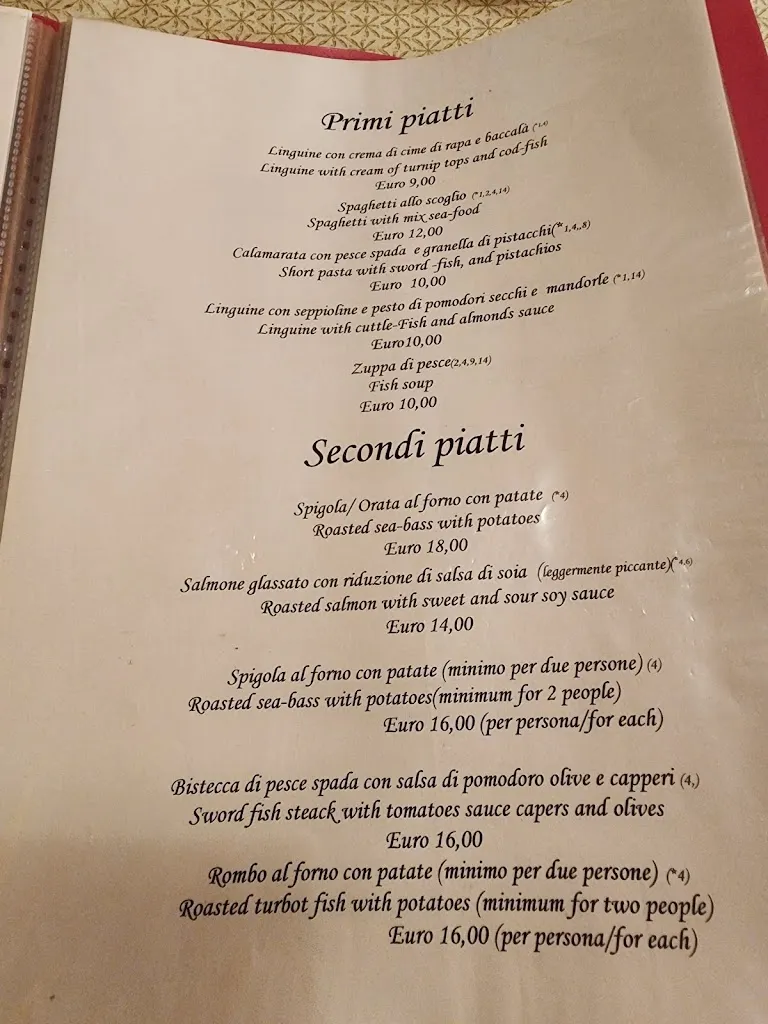 Primi piatti
Linguine con crema di cime di rapa e baccalà (*1,4)
Linguine with cream of turnip tops and cod-fish
Euro 9,00
Spaghetti allo scoglio (*1,2,4,14)
Spaghetti with mix sea-food
Euro 12,00
Calamarata con pesce spada e granella di pistacchi(*1,4,,8)
Short pasta with sword -fish, and pistachios
Euro 10,00
Linguine con seppioline e pesto di pomodori secchi e mandorle (*1,14)
Linguine with cuttle-Fish and almonds sauce
Euro10,00
Zuppa di pesce(2,4,9,14)
Fish soup
Euro 10,00
Secondi piatti
Spigola/ Orata al forno con patate (*4)
Roasted sea-bass with potatoes
Euro 18,00
Salmone glassato con riduzione di salsa di soia (leggermente piccante)(*4,6)
Roasted salmon with sweet and sour soy sauce
Euro 14,00
Spigola al forno con patate (minimo per due persone) (4)
Roasted sea-bass with potatoes(minimum for 2 people)
Euro 16,00 (per persona/for each)
Bistecca di pesce spada con salsa di pomodoro olive e capperi (4,)
Sword fish steack with tomatoes sauce capers and olives
Euro 16,00
Rombo al forno con patate (minimo per due persone) (*4)
Roasted turbot fish with potatoes (minimum for two people)
Euro 16,00 (per persona/for each)